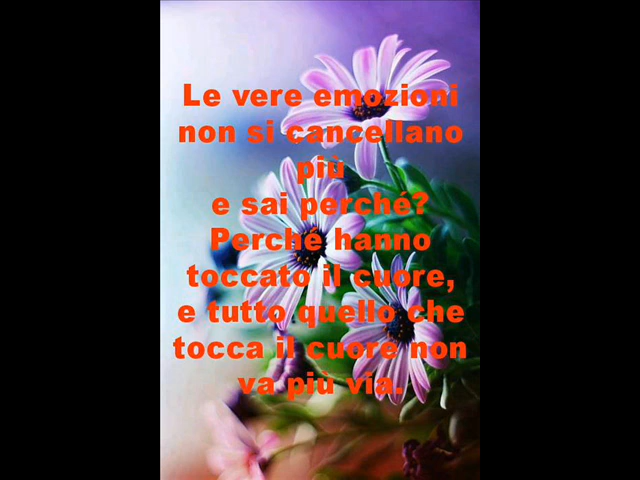 Le vere emozioni
non si cancellano
più
e sai perché?
Perché hanno
toccato il cuore,
e tutto quello che
tocca il cuore non
va più via.